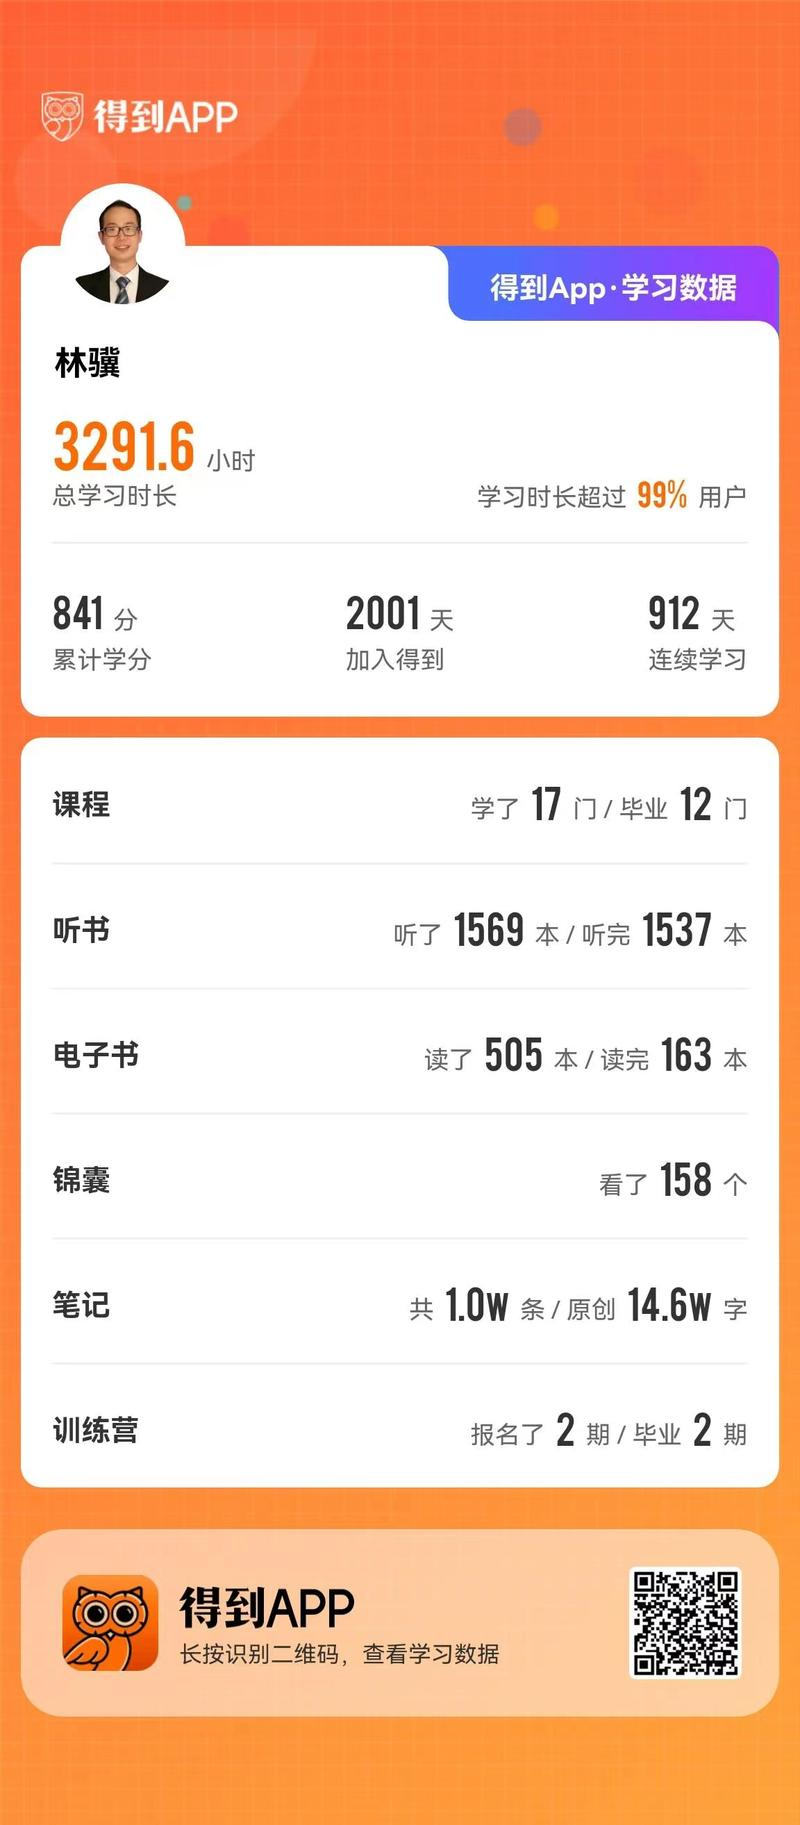 得到APP
得到App·学习数据
林骥
3291.6 小时
总学习时长
学习时长超过 99% 用户
841 分
累计学分
2001 天
加入得到
912 天
连续学习
课程
学了 17 门 / 毕业 12 门
听书
听了 1569 本 / 听完 1537 本
电子书
读了 505 本 / 读完 163 本
锦囊
看了 158 个
笔记
共 1.0w 条 / 原创 14.6w 字
训练营
报名了 2 期 / 毕业 2 期
得到APP
长按识别二维码，查看学习数据